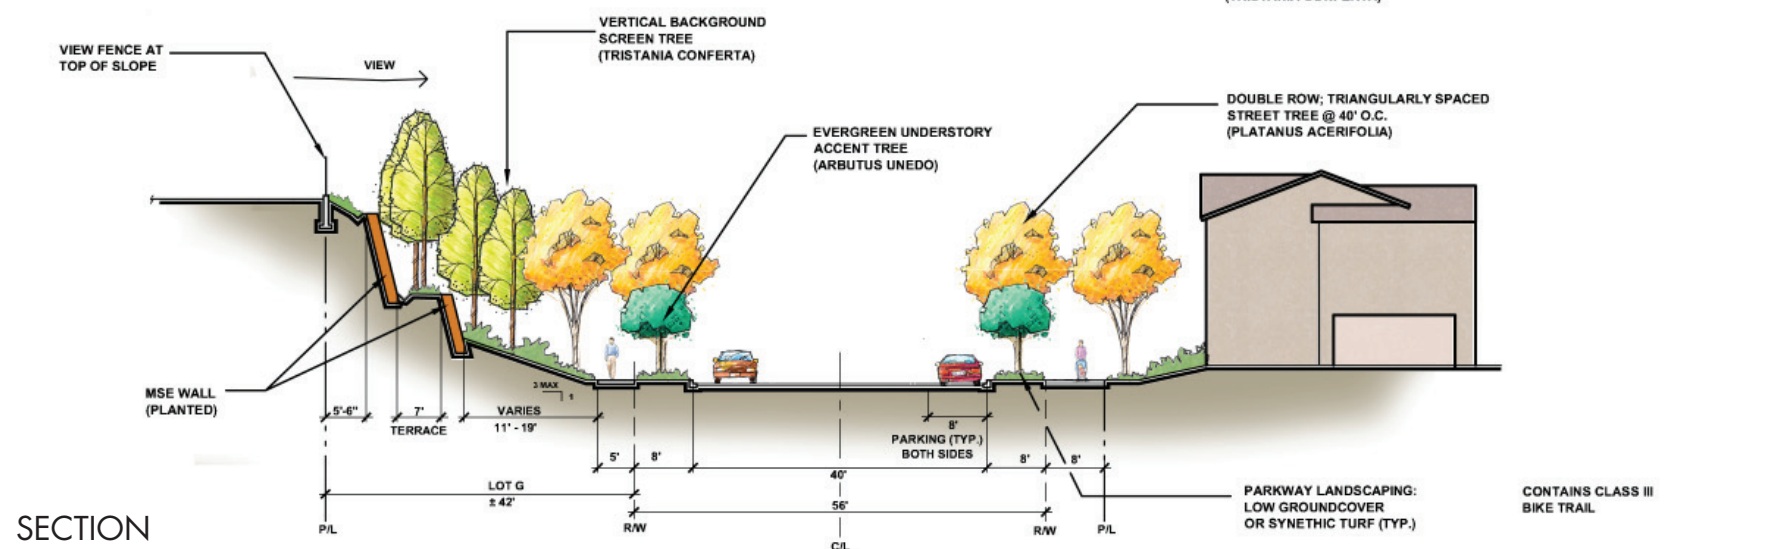 VERTICAL BACKGROUND
SCREEN TREE
(TRISTANIA CONFERTA)
VIEW FENCE AT
TOP OF SLOPE
VIEW
DOUBLE ROW; TRIANGULARLY SPACED
STREET TREE @ 40' O.C.
(PLATANUS ACERIFOLIA)
EVERGREEN UNDERSTORY
ACCENT TREE
(ARBUTUS UNEDO)
MSE WALL
(PLANTED)
3 MAX
1
5'-6"
7'
TERRACE
VARIES
11' - 19'
8'
PARKING (TYP.)
BOTH SIDES
5'
8'
40'
8'
8'
LOT G
± 42'
56'
PARKWAY LANDSCAPING:
LOW GROUNDCOVER
OR SYNETHIC TURF (TYP.)
CONTAINS CLASS III
BIKE TRAIL
SECTION
P/L
R/W
C/L
R/W
P/L